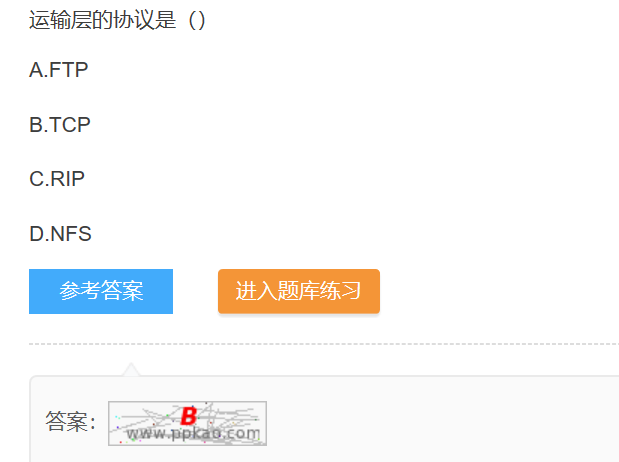 运输层的协议是（）
A.FTP
B.TCP
C.RIP
D.NFS
参考答案 进入题库练习
答案： B
www.ppkao.com